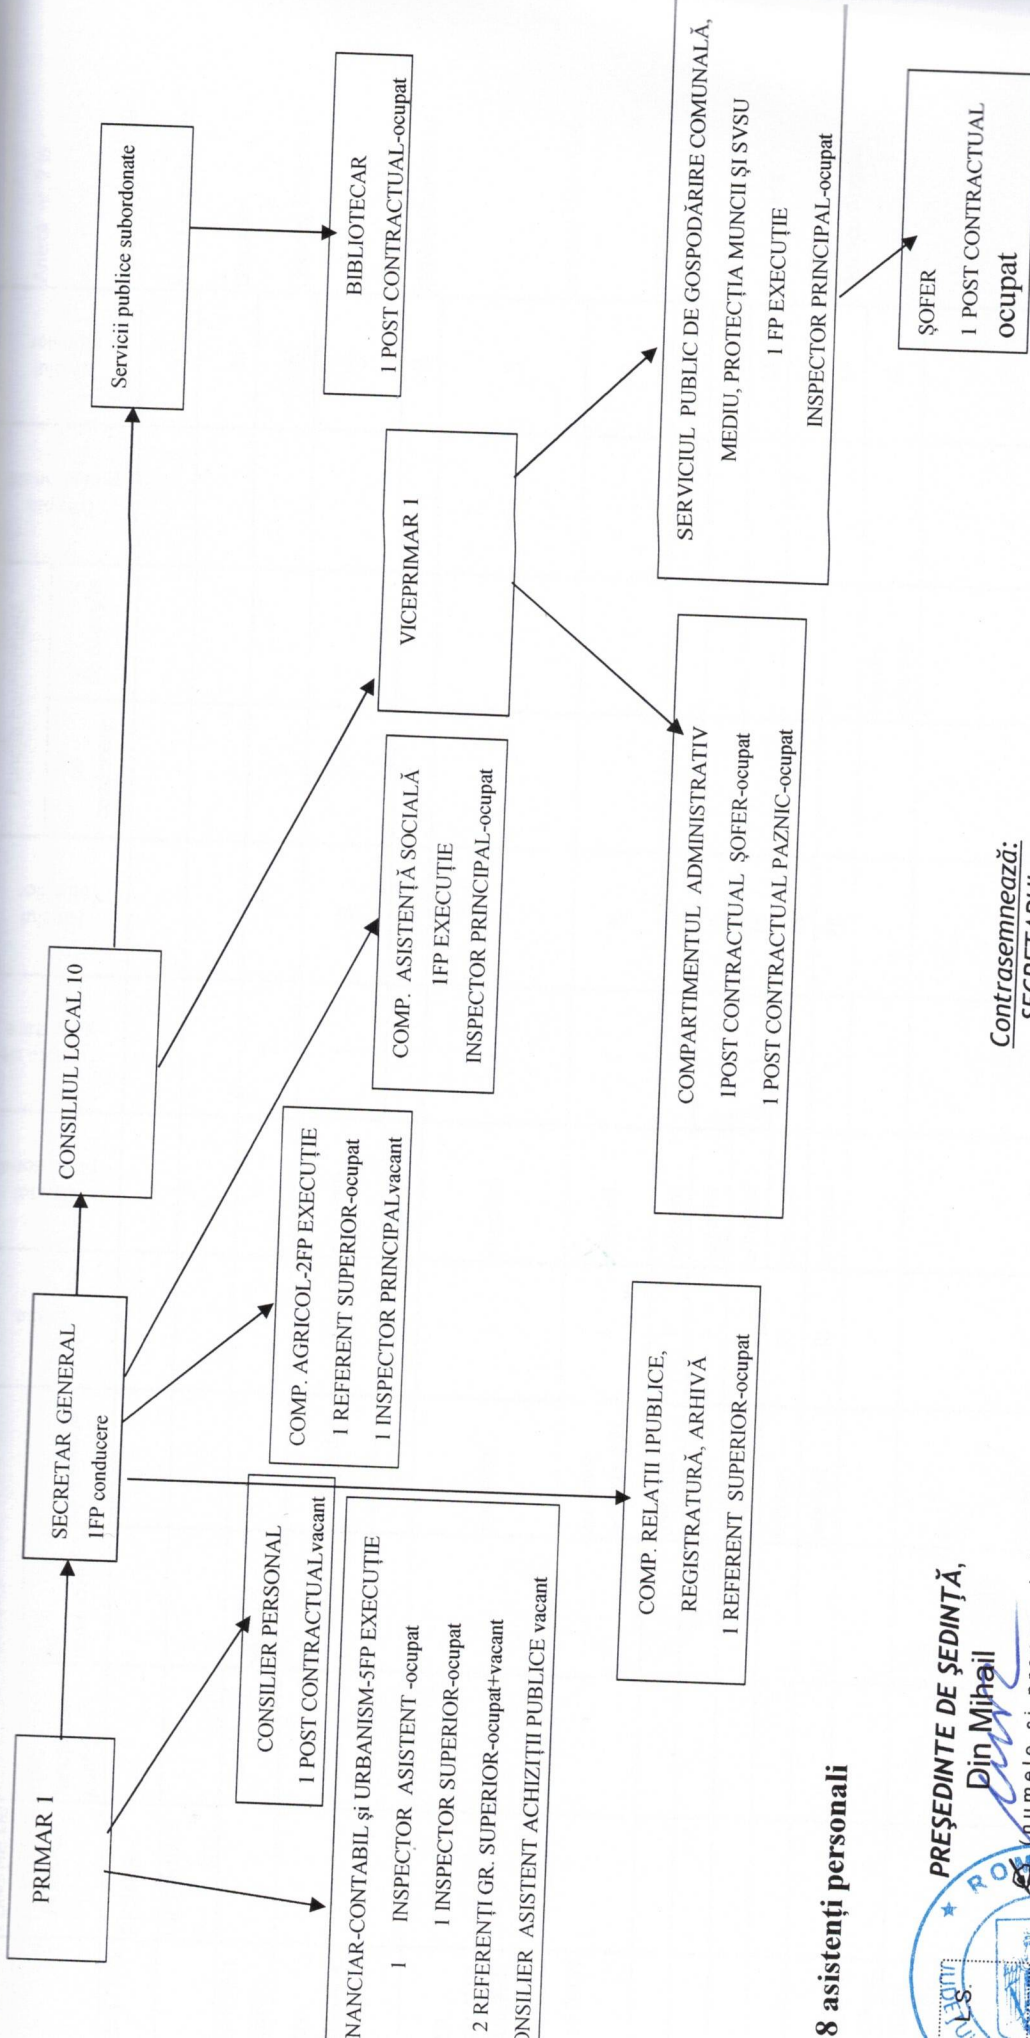 PRIMAR 1
SECRETAR GENERAL
1FP conducere
CONSILIUL LOCAL 10
Servicii publice subordonate
CONSILIER PERSONAL
1 POST CONTRACTUALvacant
COMP. AGRICOL-2FP EXECUȚIE
1 REFERENT SUPERIOR-ocupat
1 INSPECTOR PRINCIPALvacant
COMP. ASISTENȚĂ SOCIALĂ
1FP EXECUȚIE
INSPECTOR PRINCIPAL-ocupat
VICEPRIMAR 1
BIBLIOTECAR
1 POST CONTRACTUAL-ocupat
NANCIAR-CONTABIL și URBANISM-5FP EXECUȚIE
1 INSPECTOR ASISTENT -ocupat
1 INSPECTOR SUPERIOR-ocupat
2 REFERENȚI GR. SUPERIOR-ocupat+vacant
ONSILIER ASISTENT ACHIZIȚII PUBLICE vacant
COMP. RELAȚII 1PUBLICE,
REGISTRATURĂ, ARHIVĂ
1 REFERENT SUPERIOR-ocupat
COMPARTIMENTUL ADMINISTRATIV
1POST CONTRACTUAL ȘOFER-ocupat
1 POST CONTRACTUAL PAZNIC-ocupat
SERVICIUL PUBLIC DE GOSPODĂRIRE COMUNALĂ,
MEDIU, PROTECȚIA MUNCII ȘI SVSU
1 FP EXECUȚIE
INSPECTOR PRINCIPAL-ocupat
ȘOFER
1 POST CONTRACTUAL
ocupat
8 asistenți personali
PREŞEDINTE DE ŞEDINŢĂ,
Din Mihail
L.S.
Contrasemnează: